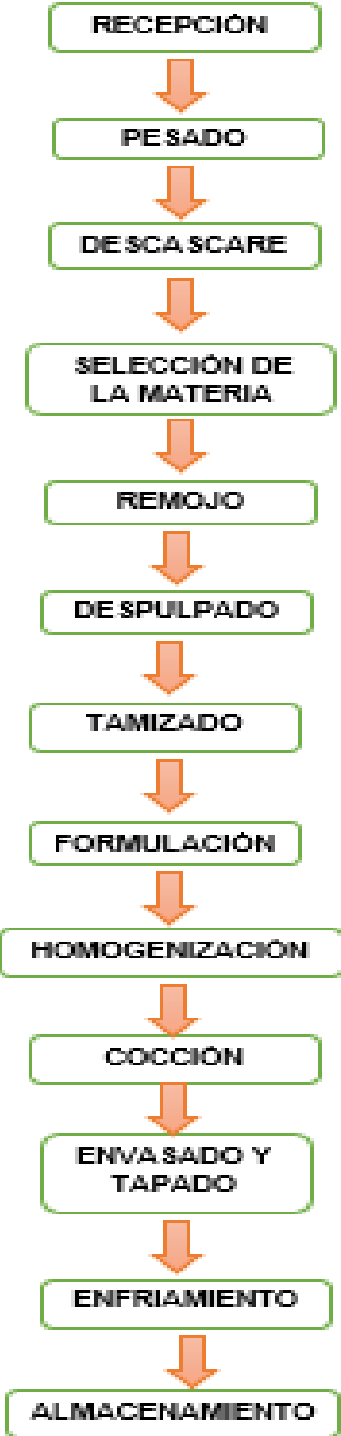 RECEPCIÓN
PESADO
DESCASCARE
SELECCIÓN DE
LA MATERIA
REMOJO
DESPULPADO
TAMIZADO
FORMULACIÓN
HOMOGENIZACIÓN
COCCIÓN
ENVASADO Y
TAPADO
ENFRIAMIENTO
ALMACENAMIENTO